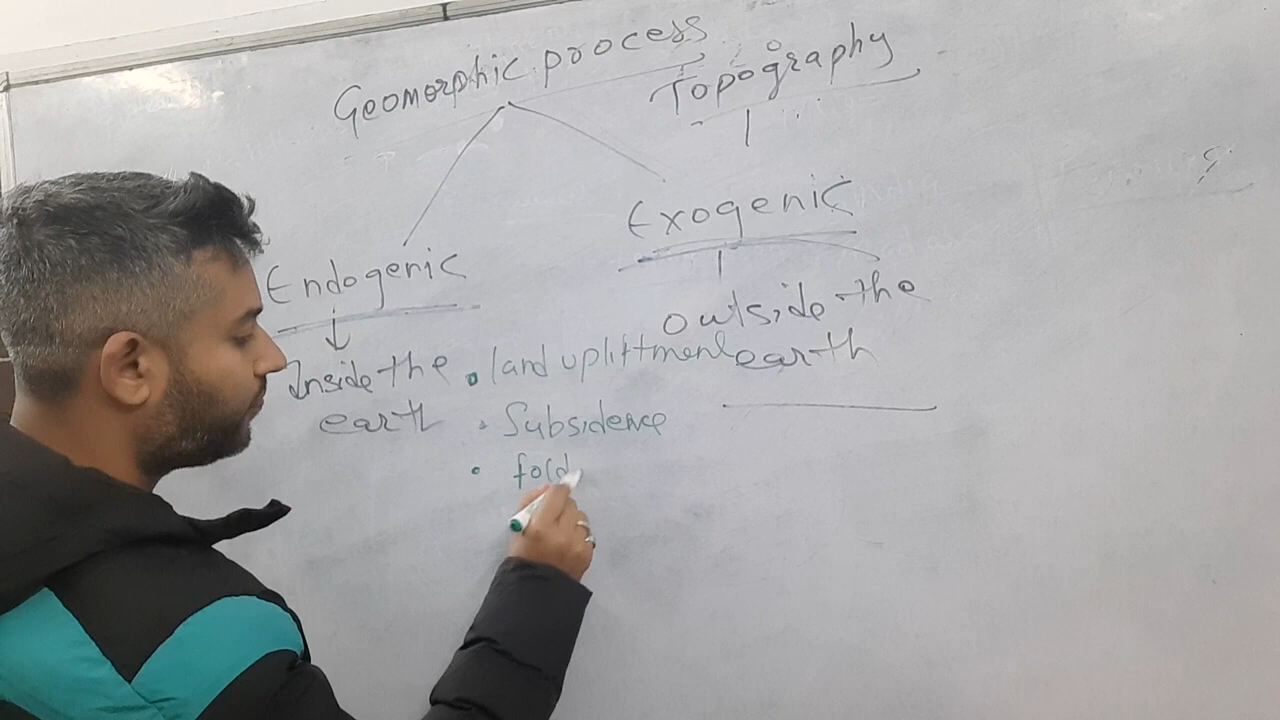 Geomorphic process
Topography
Exogenic
Endogenic
outside the
earth
Inside the
earth
. land upliftment
. Subsidence
. fold